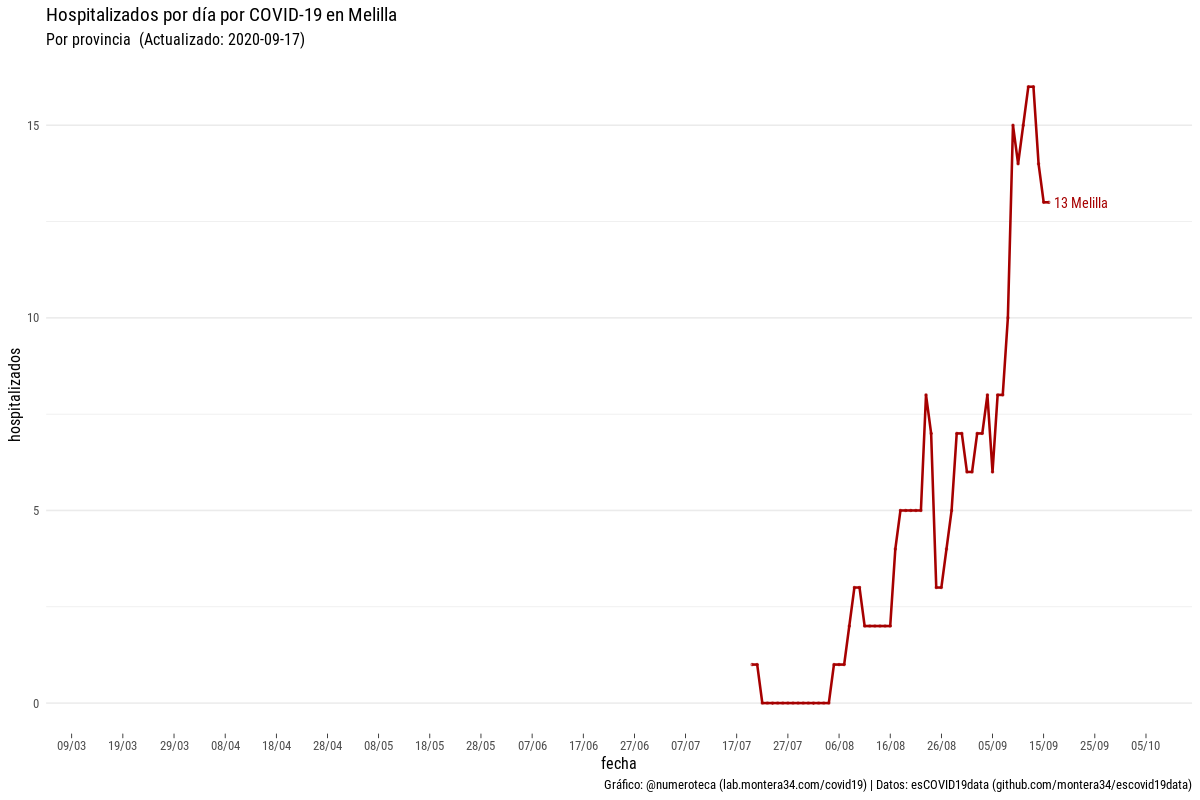 Hospitalizados por día por COVID-19 en Melilla
Por provincia  (Actualizado: 2020-09-17)
hospitalizados
15
10
5
0
13 Melilla
09/03 19/03 29/03 08/04 18/04 28/04 08/05 18/05 28/05 07/06 17/06 27/06 07/07 17/07 27/07 06/08 16/08 26/08 05/09 15/09 25/09 05/10
fecha
Gráfico: @numeroteca (lab.montera34.com/covid19) | Datos: esCOVID19data (github.com/montera34/escovid19data)